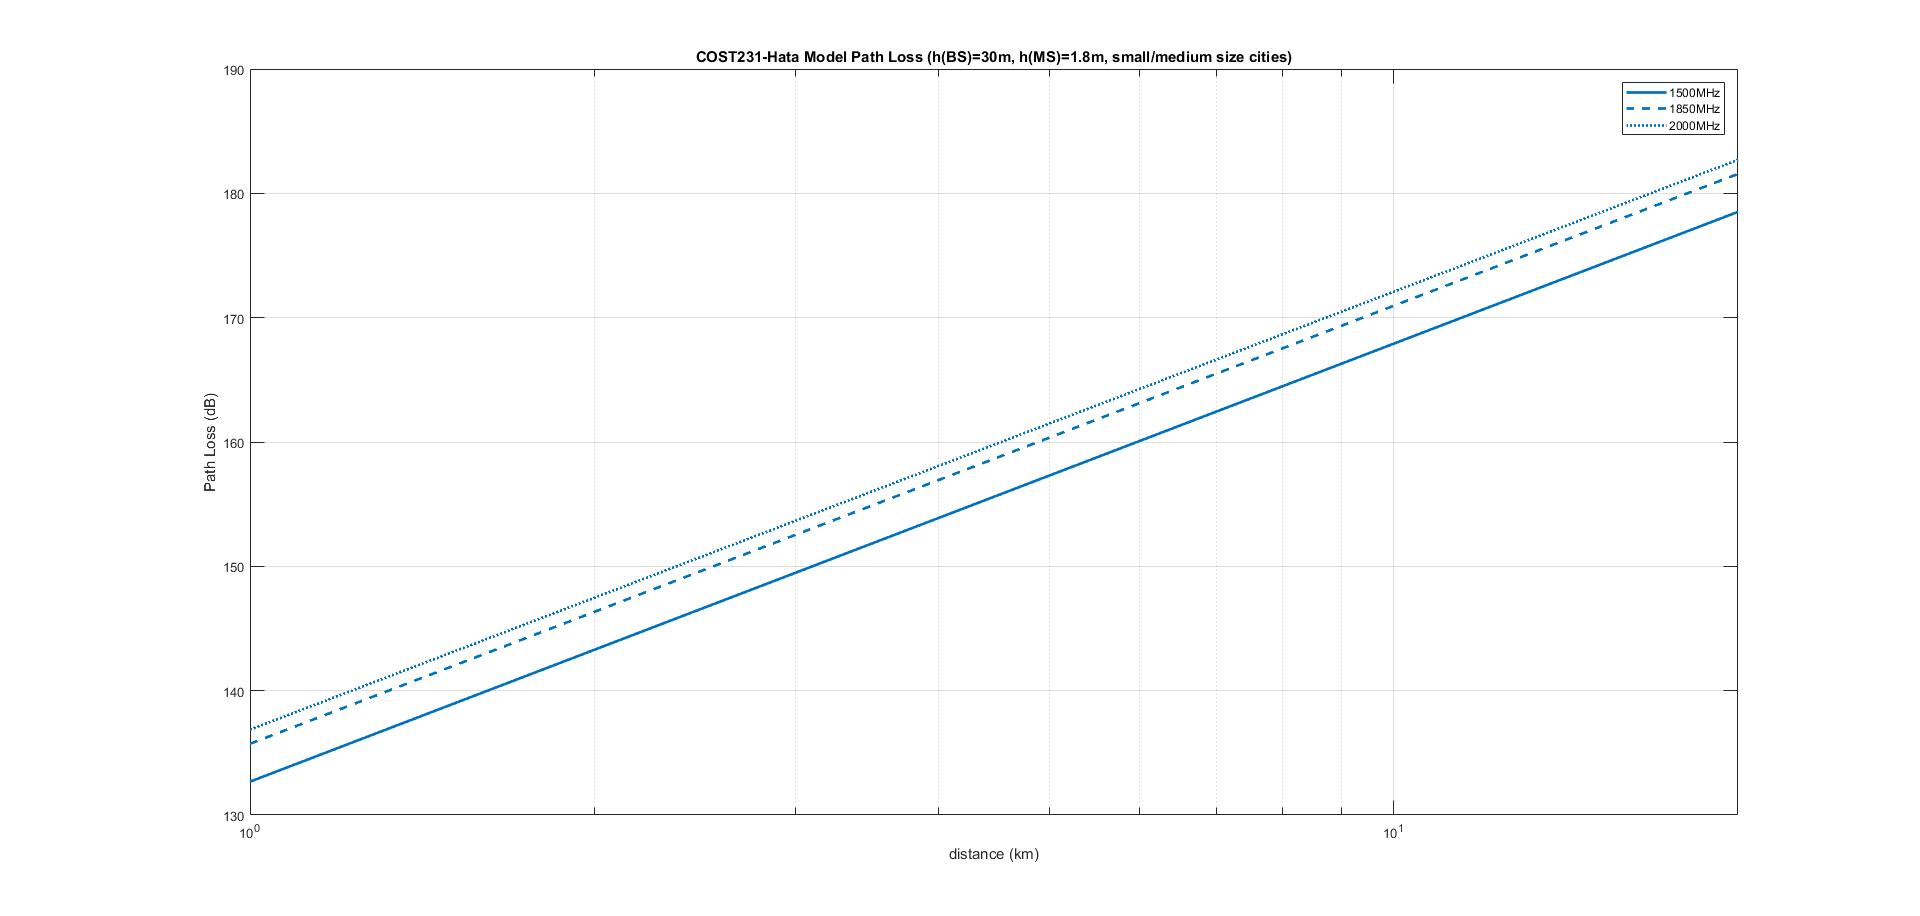 COST231-Hata Model Path Loss (h(BS)=30m, h(MS)=1.8m, small/medium size cities)
190
180
170
160
150
140
130
Path Loss (dB)
10^0
10^1
distance (km)
1500MHz
1850MHz
2000MHz